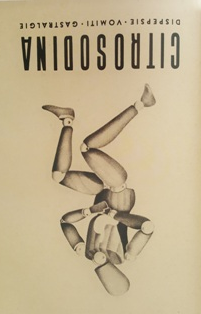 CITROSODINA
DISPEPSIE · VOMITI · GASTRALGIE